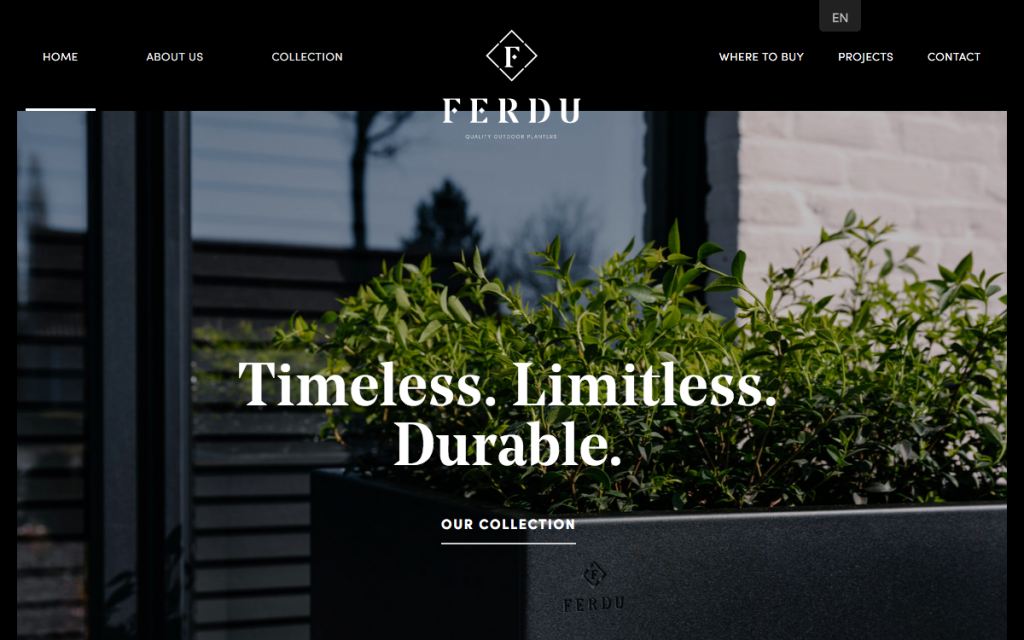 EN
HOME
ABOUT US
COLLECTION
F
FERDU
QUALITY OUTDOOR PLANTERS
WHERE TO BUY
PROJECTS
CONTACT
Timeless. Limitless.
Durable.
OUR COLLECTION
F
FERDU